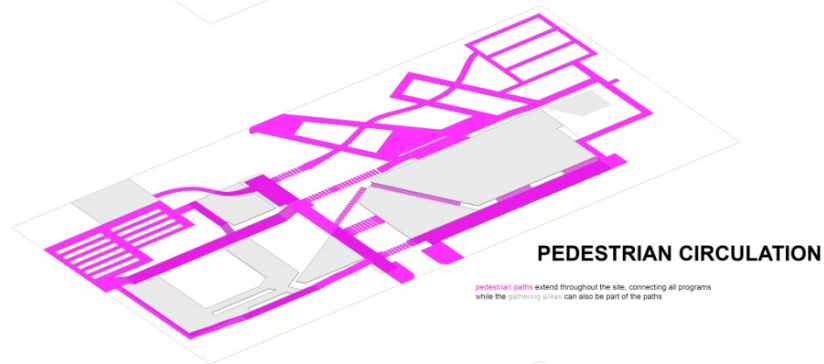 PEDESTRIAN CIRCULATION
pedestrian paths extend throughout the site, connecting all programs
while the gathering areas can also be part of the paths